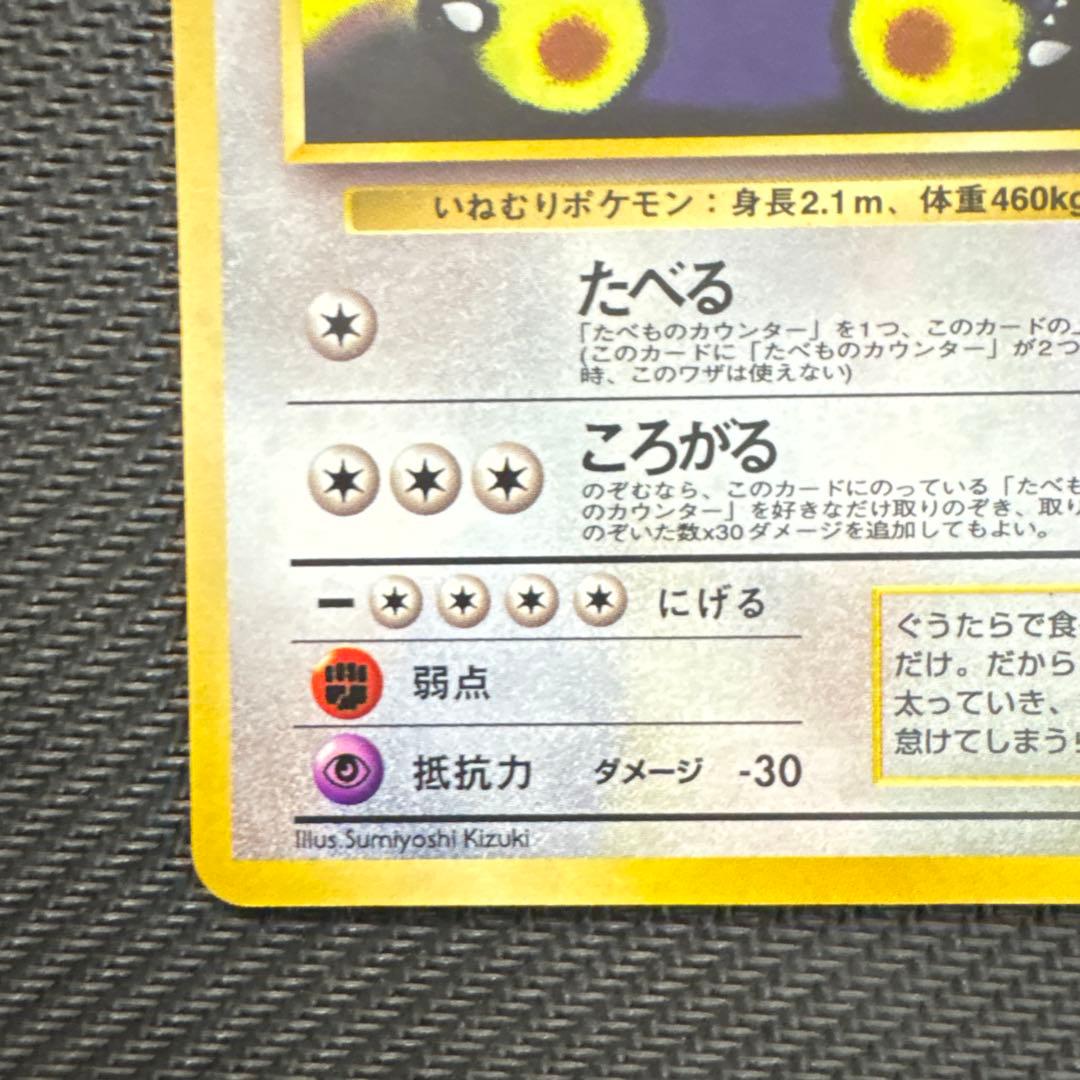 いねむりポケモン：身長2.1m、体重460kg
たべる
「たべものカウンター」を1つ、このカードの
(このカードに「たべものカウンター」が2つ
時、このワザは使えない)
ころがる
のぞむなら、このカードにのっている「たべも
のカウンター」を好きなだけ取りのぞき、取り
のぞいた数x30ダメージを追加してもよい。
ー にげる
弱点
抵抗力 ダメージ -30
ぐうたらで食
だけ。だから
太っていき、
怠けてしまう
Illus.Sumiyoshi Kizuki